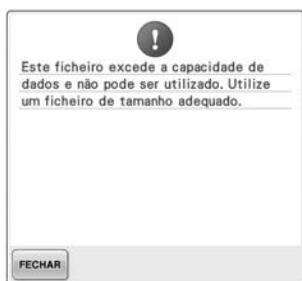 Este ficheiro excede a capacidade de
dados e não pode ser utilizado. Utilize
um ficheiro de tamanho adequado.
FECHAR